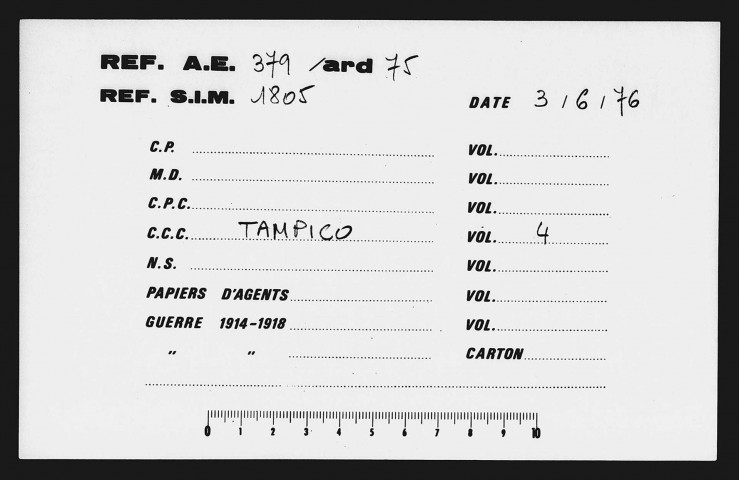 REF. A.E. 379 /ard 75
REF. S.I.M. 1805 DATE 3 / 6 / 76
C.P. VOL.
M.D. VOL.
C.P.C. VOL.
C.C.C. TAMPICO VOL. 4
N.S. VOL.
PAPIERS D'AGENTS VOL.
GUERRE 1914-1918 VOL.
" " CARTON
0 1 2 3 4 5 6 7 8 9 10